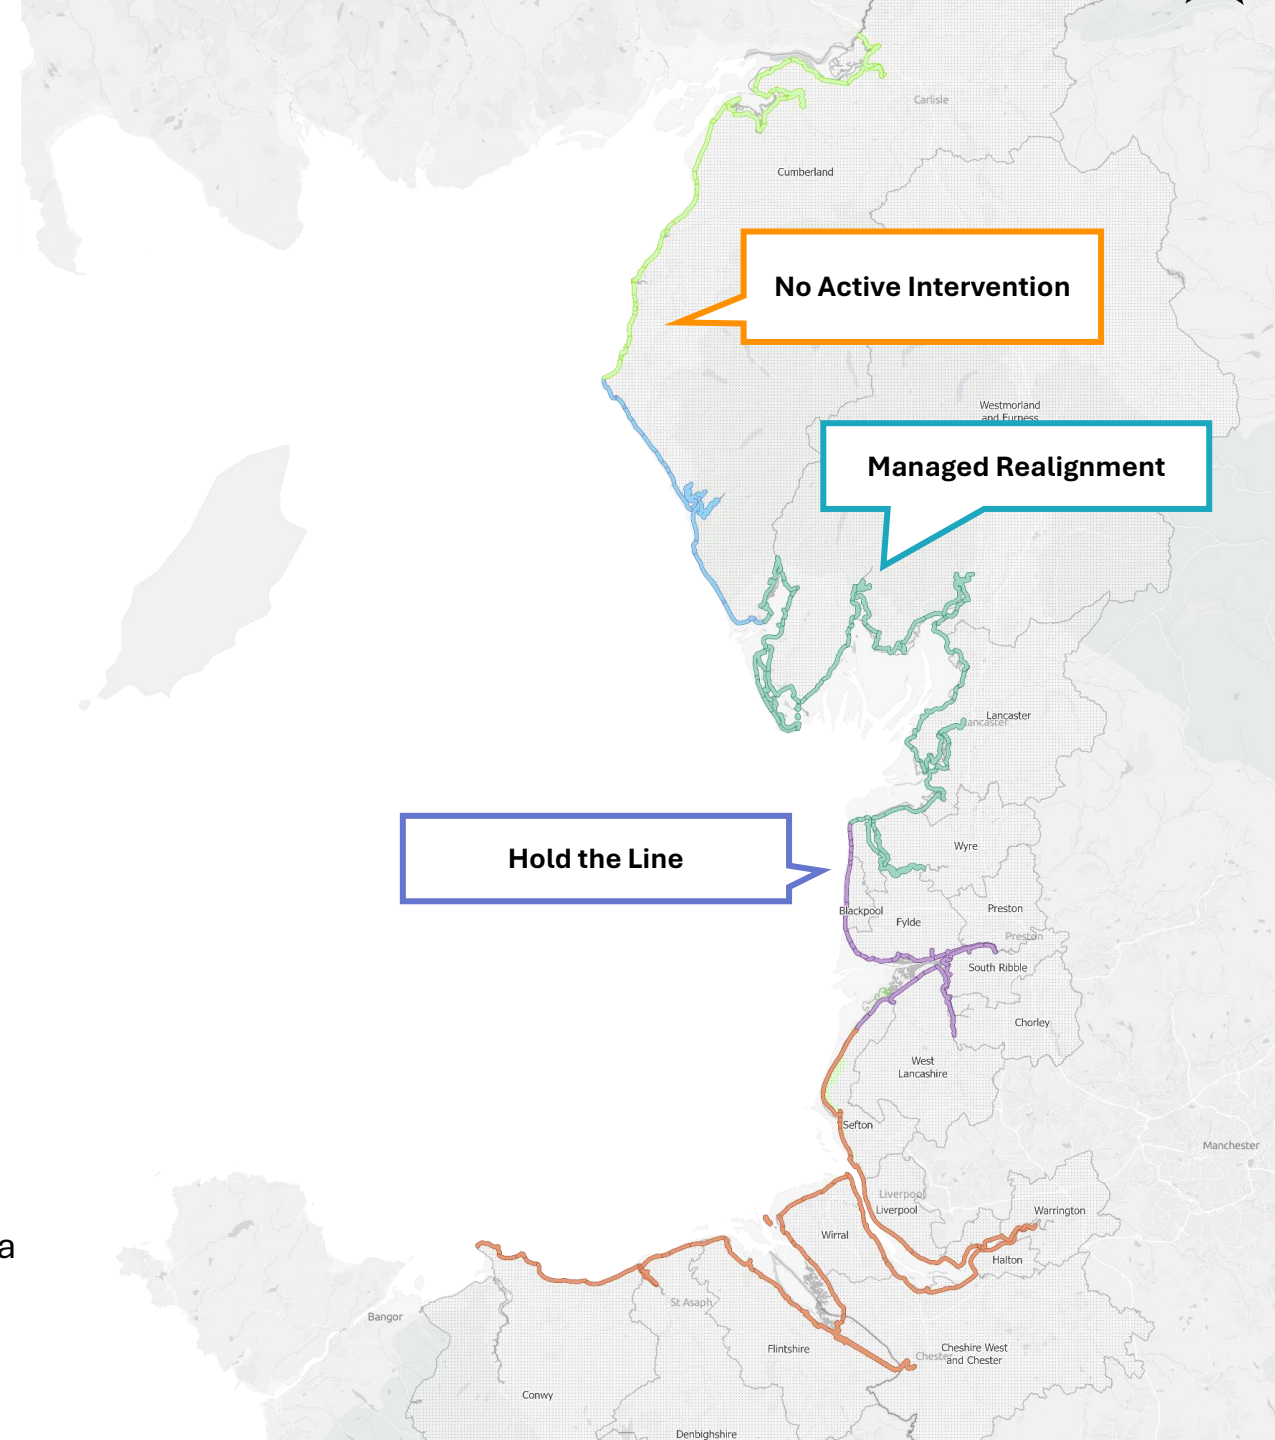 Carlisle
Cumberland
No Active Intervention
Westmorland
and Furness
Managed Realignment
Lancaster
Lancaster
Hold the Line
Wyre
Blackpool
Fylde
Preston
Preston
South Ribble
Chorley
West
Lancashire
Sefton
Manchester
Liverpool
Liverpool
Warrington
Wirral
a
Halton
St Asaph
Bangor
Flintshire
Chester
Cheshire West
and Chester
Conwy
Denbighshire